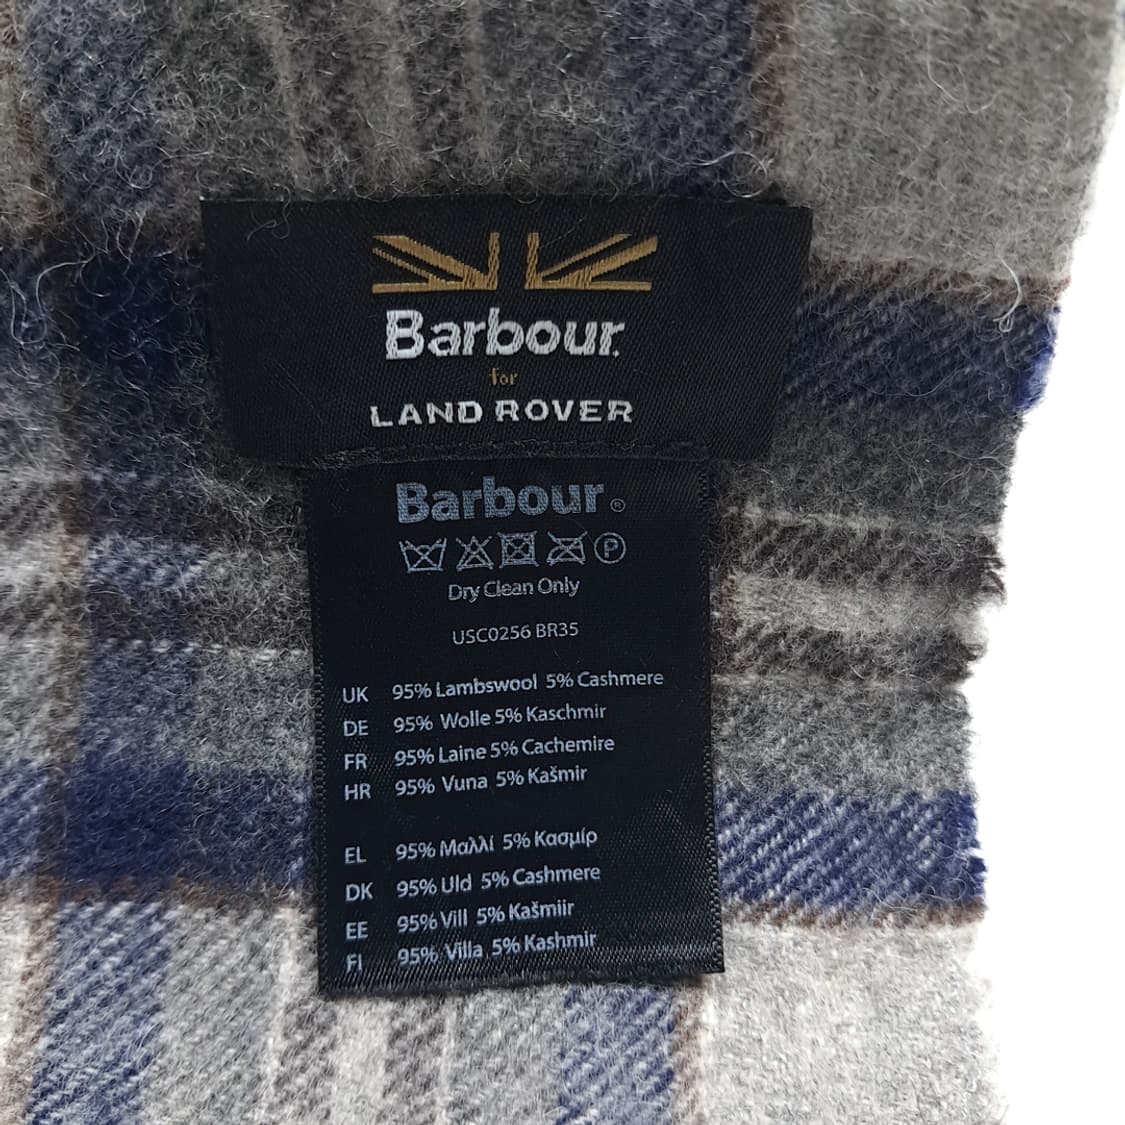 Barbour.
for
LAND ROVER
Barbour®
P
Dry Clean Only
USC0256 BR35
UK 95% Lambswool 5% Cashmere
DE 95% Wolle 5% Kaschmir
FR 95% Laine 5% Cachemire
HR 95% Vuna 5% Kašmir
EL 95% Μαλλί 5% Κασμίρ
DK 95% Uld 5% Cashmere
EE 95% Vill 5% Kašmiir
FI 95% Villa 5% Kashmir